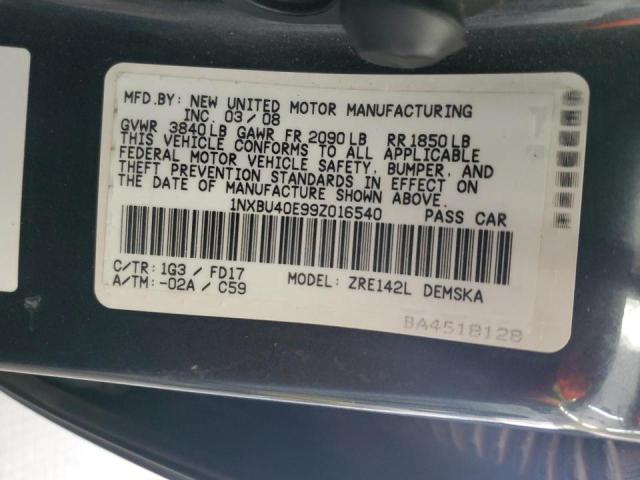 MFD.BY: NEW UNITED MOTOR MANUFACTURING
INC. 03/08
GVWR 3840LB GAWR FR 2090LB RR1850LB
THIS VEHICLE CONFORMS TO ALL APPLICABLE
FEDERAL MOTOR VEHICLE SAFETY, BUMPER, AND
THEFT PREVENTION STANDARDS IN EFFECT ON
THE DATE OF MANUFACTURE SHOWN ABOVE.
1NXBU40E99Z016540 PASS CAR
C/TR: 1G3 / FD17 MODEL: ZRE142L DEMSKA
A/TM: -02A / C59
BA4518128